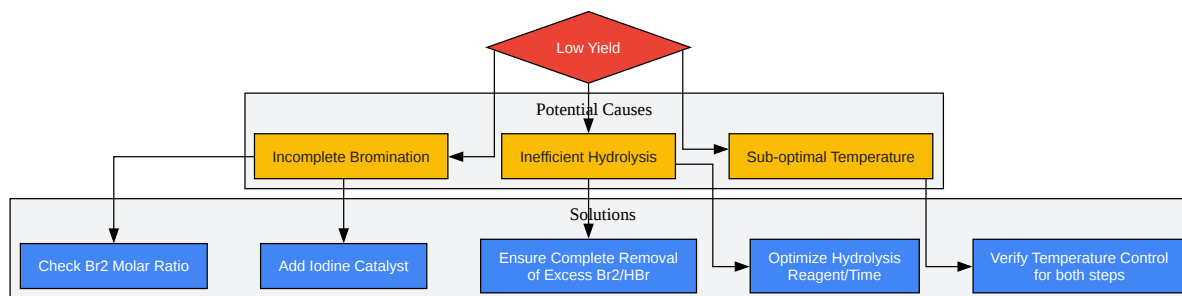 Low Yield
Potential Causes
Incomplete Bromination
Inefficient Hydrolysis
Sub-optimal Temperature
Solutions
Check Br2 Molar Ratio
Add Iodine Catalyst
Ensure Complete Removal
of Excess Br2/HBr
Optimize Hydrolysis
Reagent/Time
Verify Temperature Control
for both steps